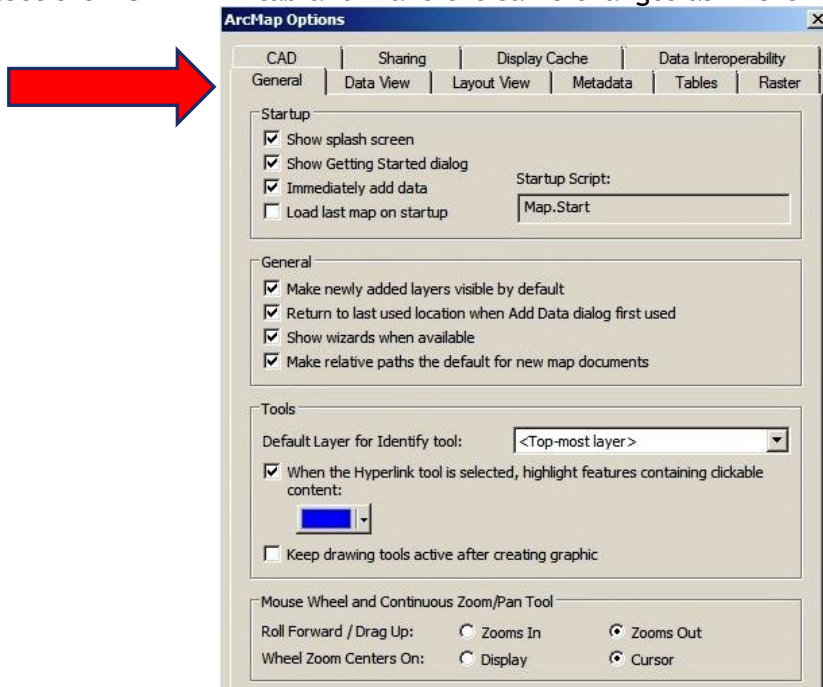 ArcMap Options
CAD Sharing Display Cache Data Interoperability
General Data View Layout View Metadata Tables Raster
Startup
Show splash screen
Show Getting Started dialog
Immediately add data
Startup Script:
Load last map on startup
Map.Start
General
Make newly added layers visible by default
Return to last used location when Add Data dialog first used
Show wizards when available
Make relative paths the default for new map documents
Tools
Default Layer for Identify tool: <Top-most layer>
When the Hyperlink tool is selected, highlight features containing clickable
content:
Keep drawing tools active after creating graphic
Mouse Wheel and Continuous Zoom/Pan Tool
Roll Forward / Drag Up: Zooms In Zooms Out
Wheel Zoom Centers On: Display Cursor